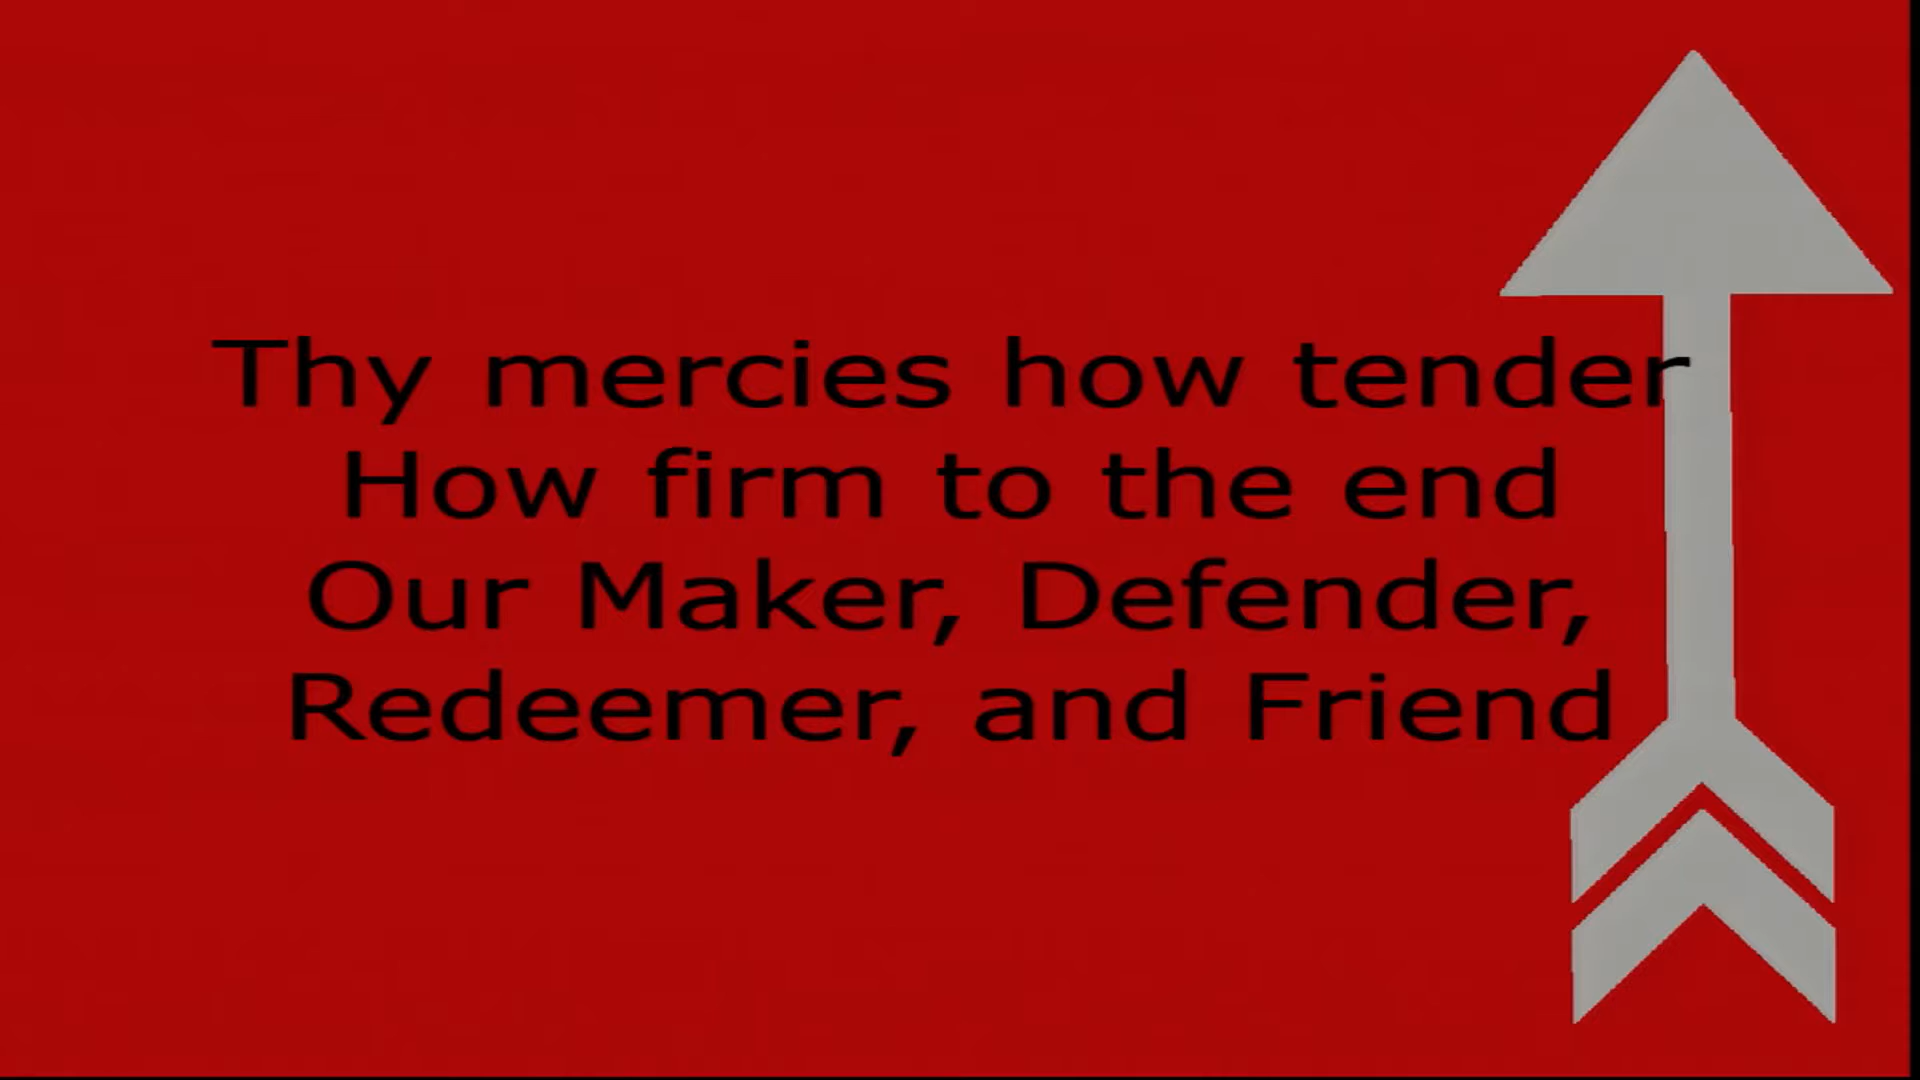 Thy mercies how tender
How firm to the end
Our Maker, Defender,
Redeemer, and Friend